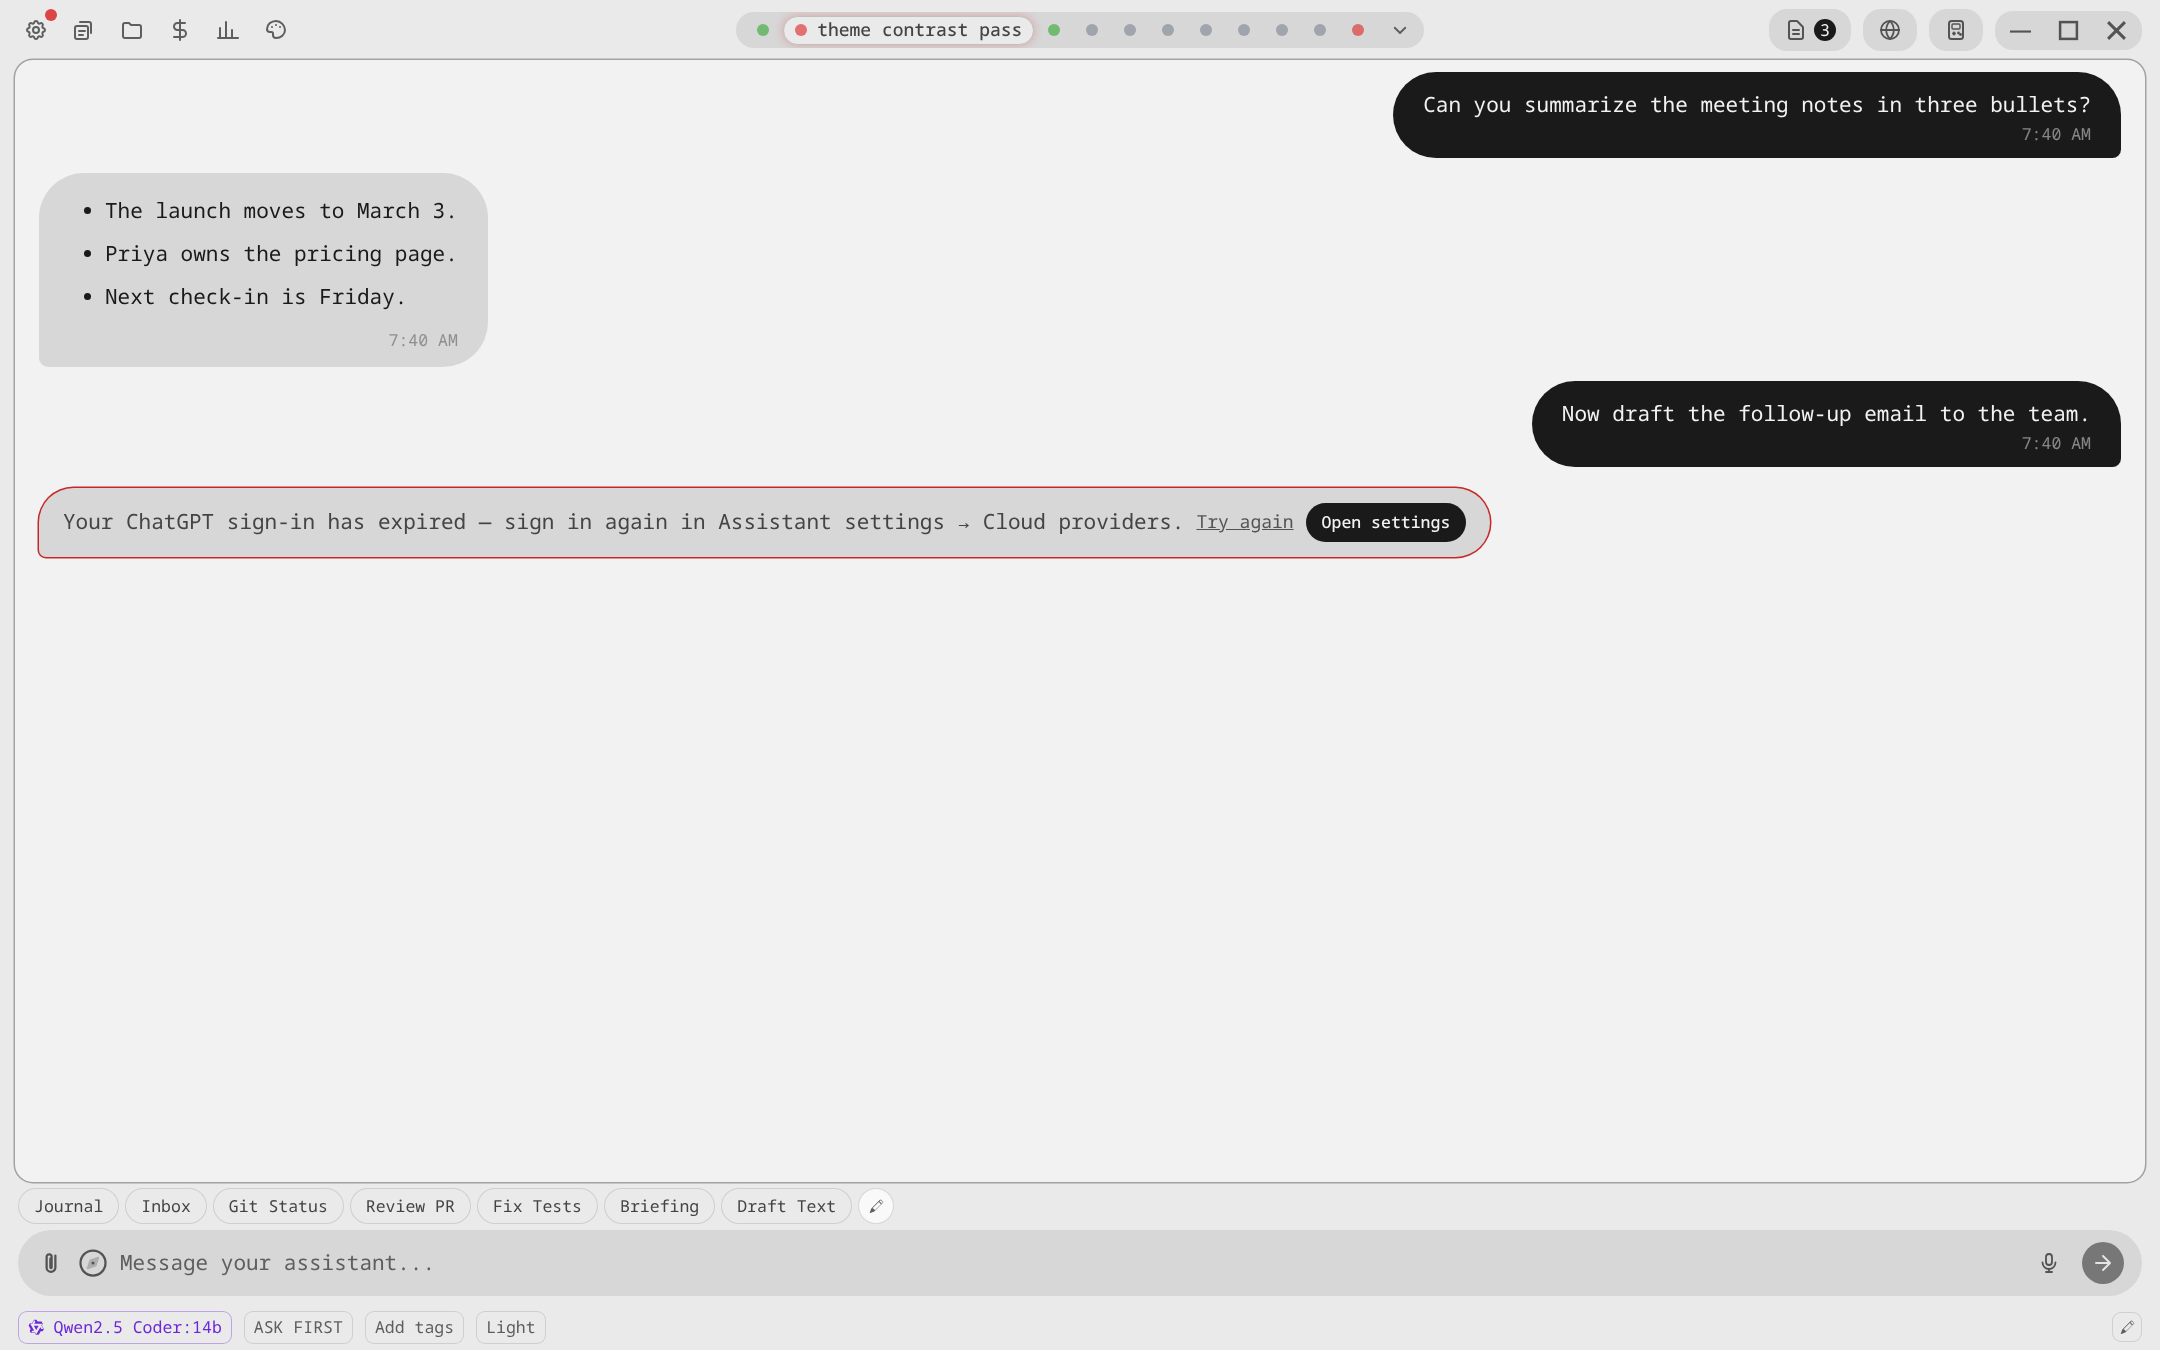 theme contrast pass
3
Can you summarize the meeting notes in three bullets?
7:40 AM
• The launch moves to March 3.
• Priya owns the pricing page.
• Next check-in is Friday.
7:40 AM
Now draft the follow-up email to the team.
7:40 AM
Your ChatGPT sign-in has expired — sign in again in Assistant settings → Cloud providers. Try again Open settings
Journal Inbox Git Status Review PR Fix Tests Briefing Draft Text
Message your assistant...
Qwen2.5 Coder:14b ASK FIRST Add tags Light